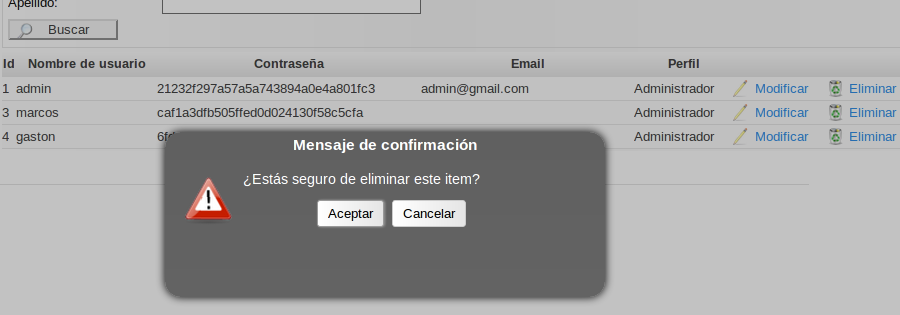 Apellido:
Buscar
Id Nombre de usuario Contraseña Email Perfil
1 admin 21232f297a57a5a743894a0e4a801fc3 admin@gmail.com Administrador Modificar Eliminar
3 marcos caf1a3dfb505ffed0d024130f58c5cfa Administrador Modificar Eliminar
4 gaston Administrador Modificar Eliminar
Mensaje de confirmación
¿Estás seguro de eliminar este item?
Aceptar Cancelar